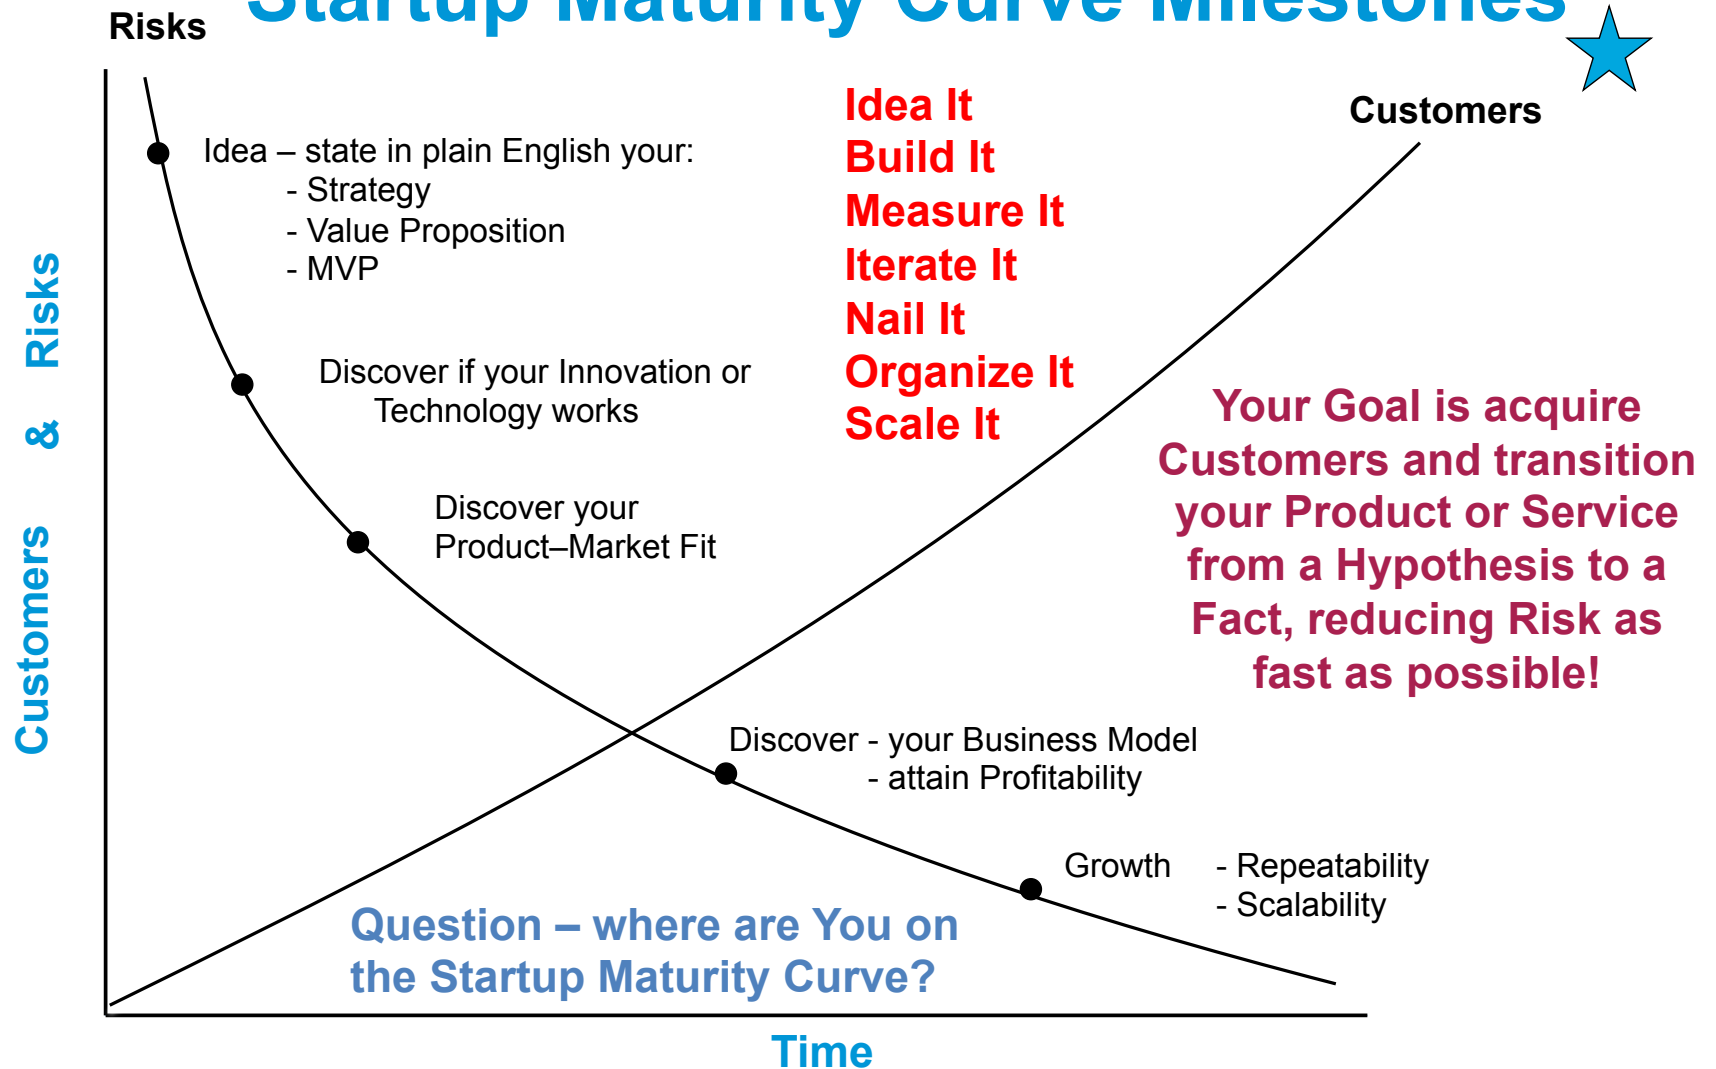 Startup Maturity Curve Milestones
Risks
Customers
Idea It
Build It
Measure It
Iterate It
Nail It
Organize It
Scale It
Idea – state in plain English your:
- Strategy
- Value Proposition
- MVP
Discover if your Innovation or
Technology works
Discover your
Product–Market Fit
Your Goal is acquire
Customers and transition
your Product or Service
from a Hypothesis to a
Fact, reducing Risk as
fast as possible!
Discover - your Business Model
- attain Profitability
Growth - Repeatability
- Scalability
Question – where are You on
the Startup Maturity Curve?
Customers & Risks
Time